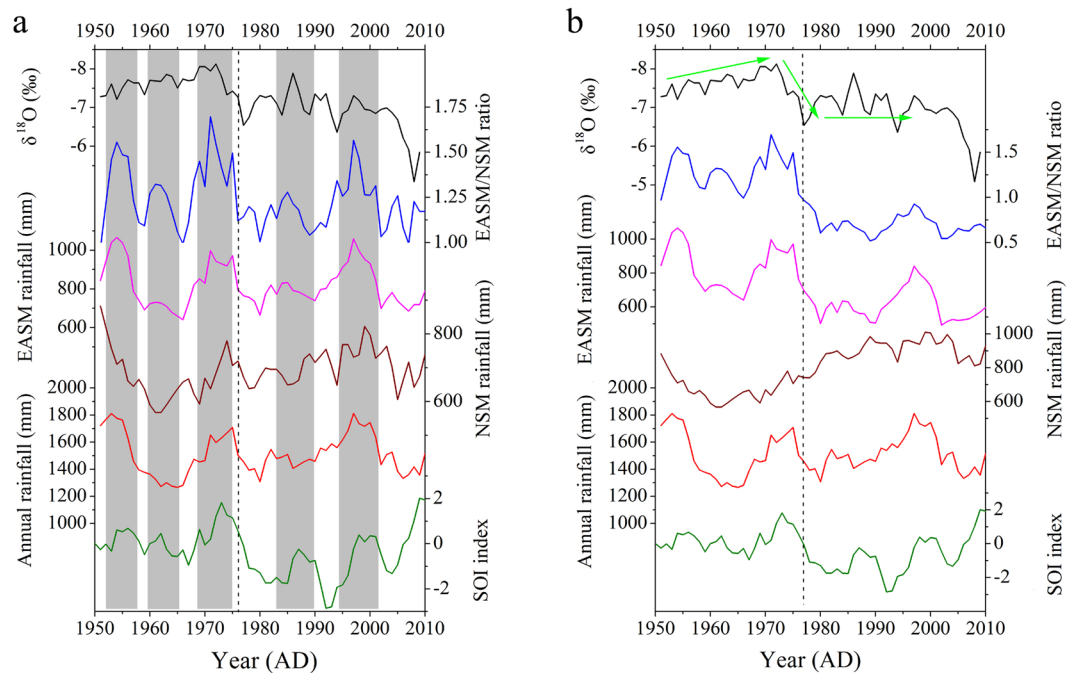 a
1950 1960 1970 1980 1990 2000 2010
-8
-7
-6
δ 18O (‰)
1.75
1.50
1.25
1.00
EASM/NSM ratio
1000
800
600
EASM rainfall (mm)
800
600
NSM rainfall (mm)
2000
1800
1600
1400
1200
1000
Annual rainfall (mm)
2
0
-2
SOI index
1950 1960 1970 1980 1990 2000 2010
Year (AD)
b
1950 1960 1970 1980 1990 2000 2010
-8
-7
-6
-5
δ 18O (‰)
1.5
1.0
0.5
EASM/NSM ratio
1000
800
600
EASM rainfall (mm)
1000
800
600
NSM rainfall (mm)
2000
1800
1600
1400
1200
1000
Annual rainfall (mm)
2
0
-2
SOI index
1950 1960 1970 1980 1990 2000 2010
Year (AD)